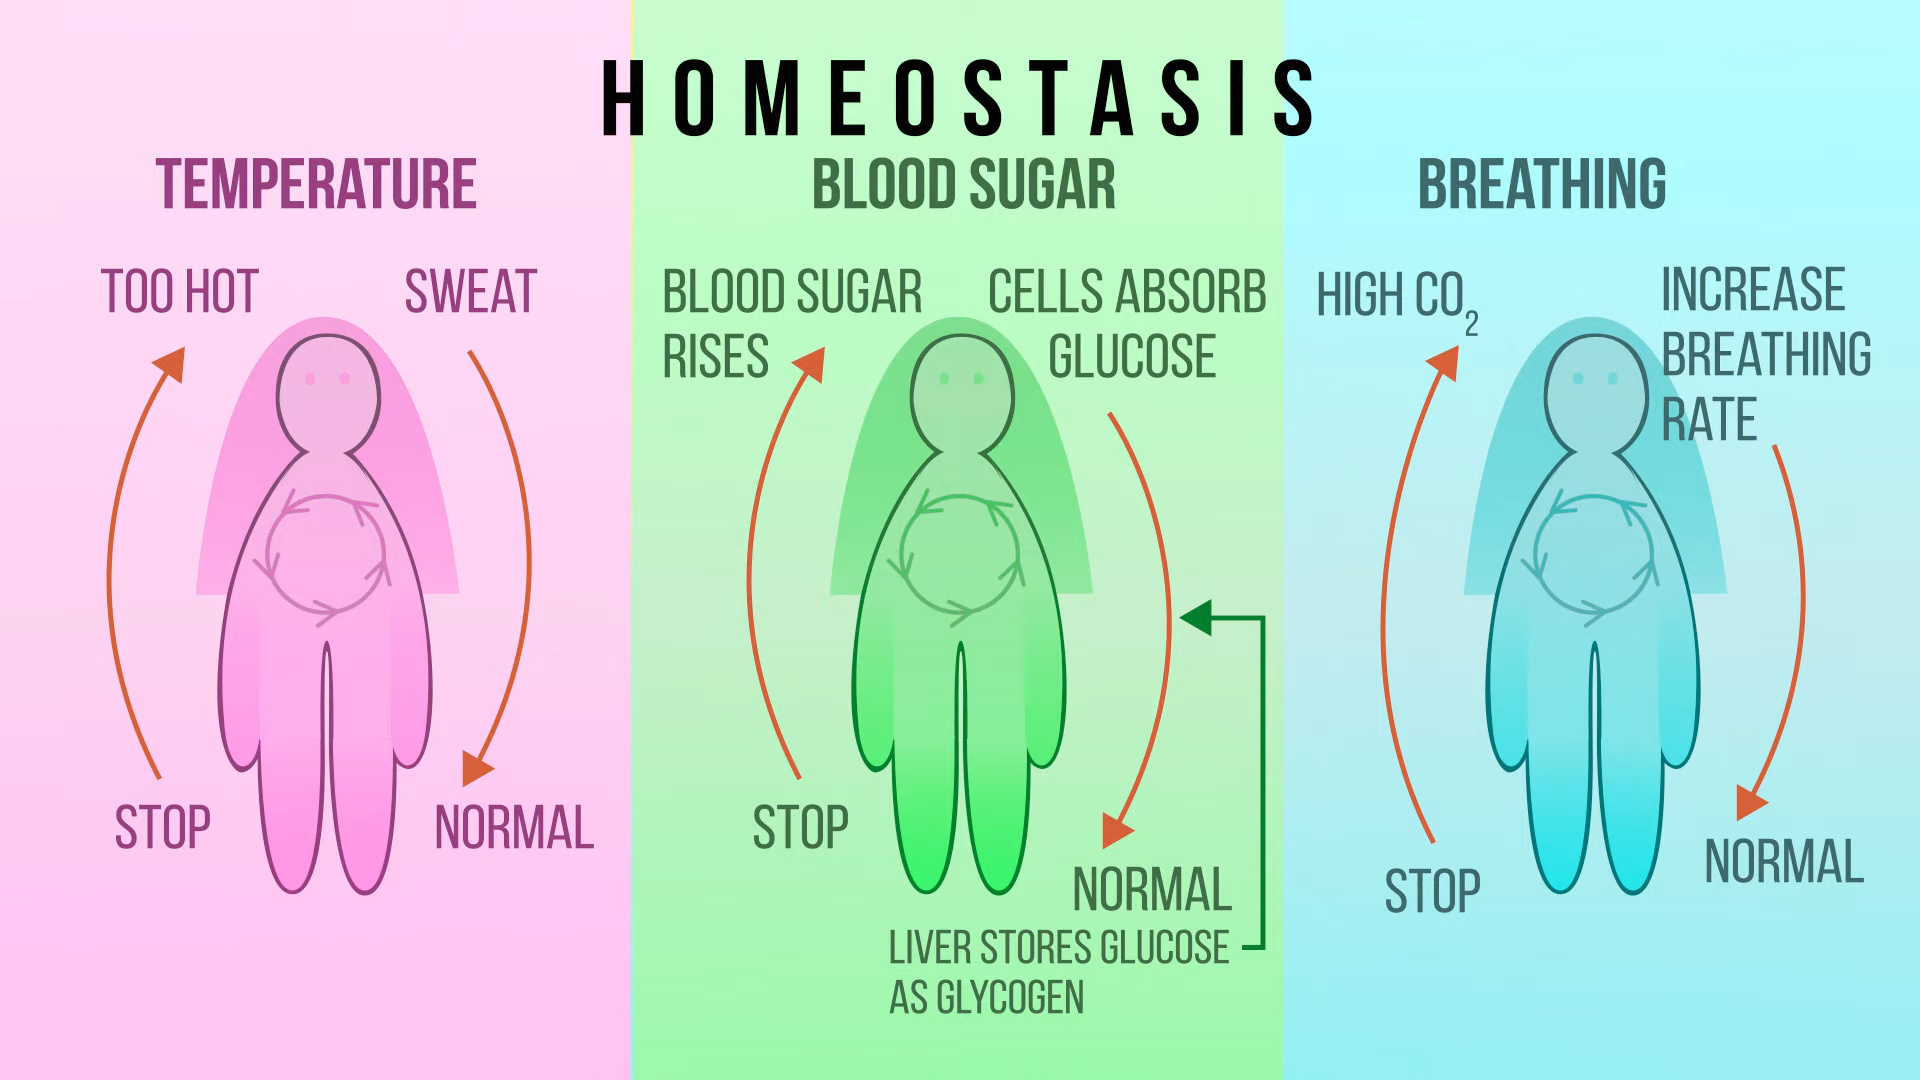 HOMEOSTASIS
TEMPERATURE
TOO HOT
SWEAT
STOP
NORMAL
BLOOD SUGAR
BLOOD SUGAR
RISES
CELLS ABSORB
GLUCOSE
STOP
NORMAL
LIVER STORES GLUCOSE
AS GLYCOGEN
BREATHING
HIGH CO₂
INCREASE
BREATHING
RATE
STOP
NORMAL